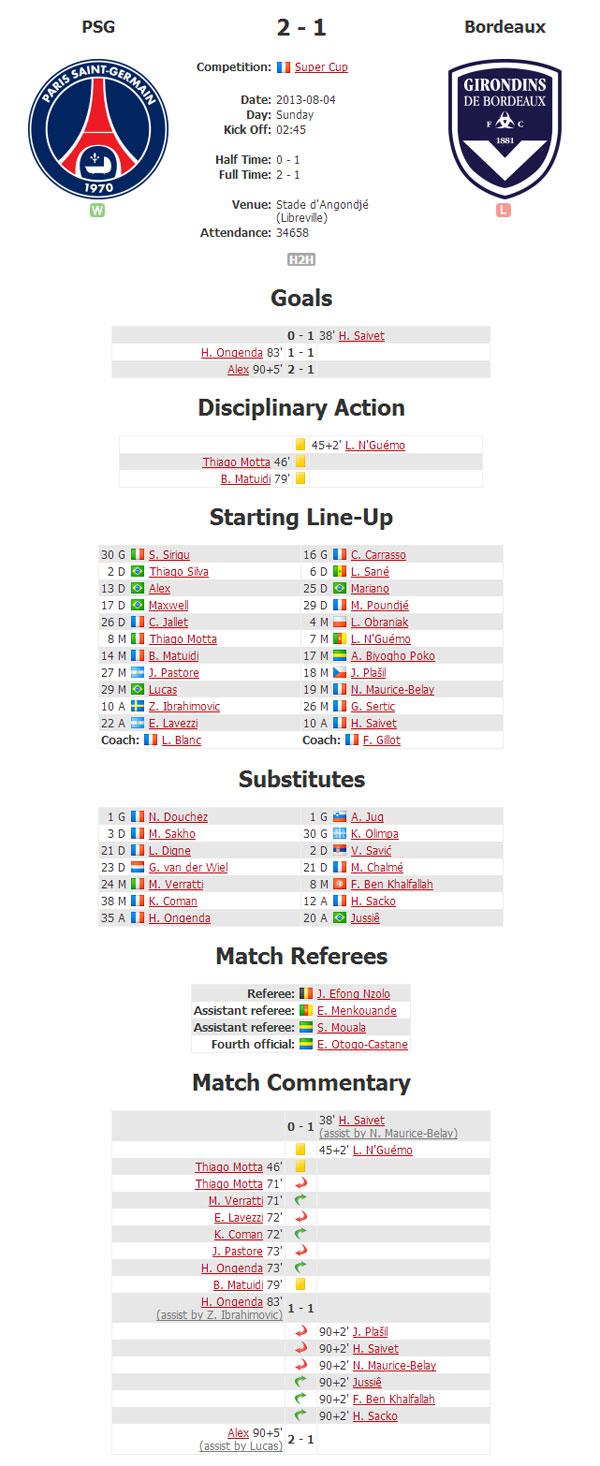 PSG 2 - 1 Bordeaux
Competition: Super Cup
PARIS SAINT-GERMAIN
1970
GIRONDINS
DE BORDEAUX
F C
1881
Date: 2013-08-04
Day: Sunday
Kick Off: 02:45
Half Time: 0 - 1
Full Time: 2 - 1
Venue: Stade d'Angondjé
(Libreville)
Attendance: 34658
W L
H2H
Goals
0 - 1 38' H. Saivet
H. Ongenda 83' 1 - 1
Alex 90+5' 2 - 1
Disciplinary Action
45+2' L. N'Guémo
Thiago Motta 46'
B. Matuidi 79'
Starting Line-Up
30 G S. Sirigu 16 G C. Carrasso
2 D Thiago Silva 6 D L. Sané
13 D Alex 25 D Mariano
17 D Maxwell 29 D M. Poundjé
26 D C. Jallet 4 M L. Obraniak
8 M Thiago Motta 7 M L. N'Guémo
14 M B. Matuidi 17 M A. Biyogho Poko
27 M J. Pastore 18 M J. Plašil
29 M Lucas 19 M N. Maurice-Belay
10 A Z. Ibrahimovic 26 M G. Sertic
22 A E. Lavezzi 10 A H. Saivet
Coach: L. Blanc Coach: F. Gillot
Substitutes
1 G N. Douchez 1 G A. Jug
3 D M. Sakho 30 G K. Olimpa
21 D L. Digne 2 D V. Savić
23 D G. van der Wiel 21 D M. Chalmé
24 M M. Verratti 8 M F. Ben Khalfallah
38 M K. Coman 12 A H. Sacko
35 A H. Ongenda 20 A Jussiê
Match Referees
Referee: J. Efong Nzolo
Assistant referee: E. Menkouande
Assistant referee: S. Mouala
Fourth official: E. Otogo-Castane
Match Commentary
0 - 1 38' H. Saivet
(assist by N. Maurice-Belay)
45+2' L. N'Guémo
Thiago Motta 46'
Thiago Motta 71'
M. Verratti 71'
E. Lavezzi 72'
K. Coman 72'
J. Pastore 73'
H. Ongenda 73'
B. Matuidi 79'
H. Ongenda 83' 1 - 1
(assist by Z. Ibrahimovic)
90+2' J. Plašil
90+2' H. Saivet
90+2' N. Maurice-Belay
90+2' Jussiê
90+2' F. Ben Khalfallah
90+2' H. Sacko
Alex 90+5' 2 - 1
(assist by Lucas)